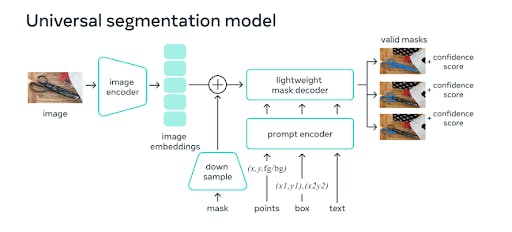 Universal segmentation model
valid masks
image
encoder
image
image
embeddings
down
sample
mask
lightweight
mask decoder
prompt encoder
(x,y,fg/bg)
(x1,y1),(x2y2)
points
box
text
+ confidence
score
+ confidence
score
+ confidence
score